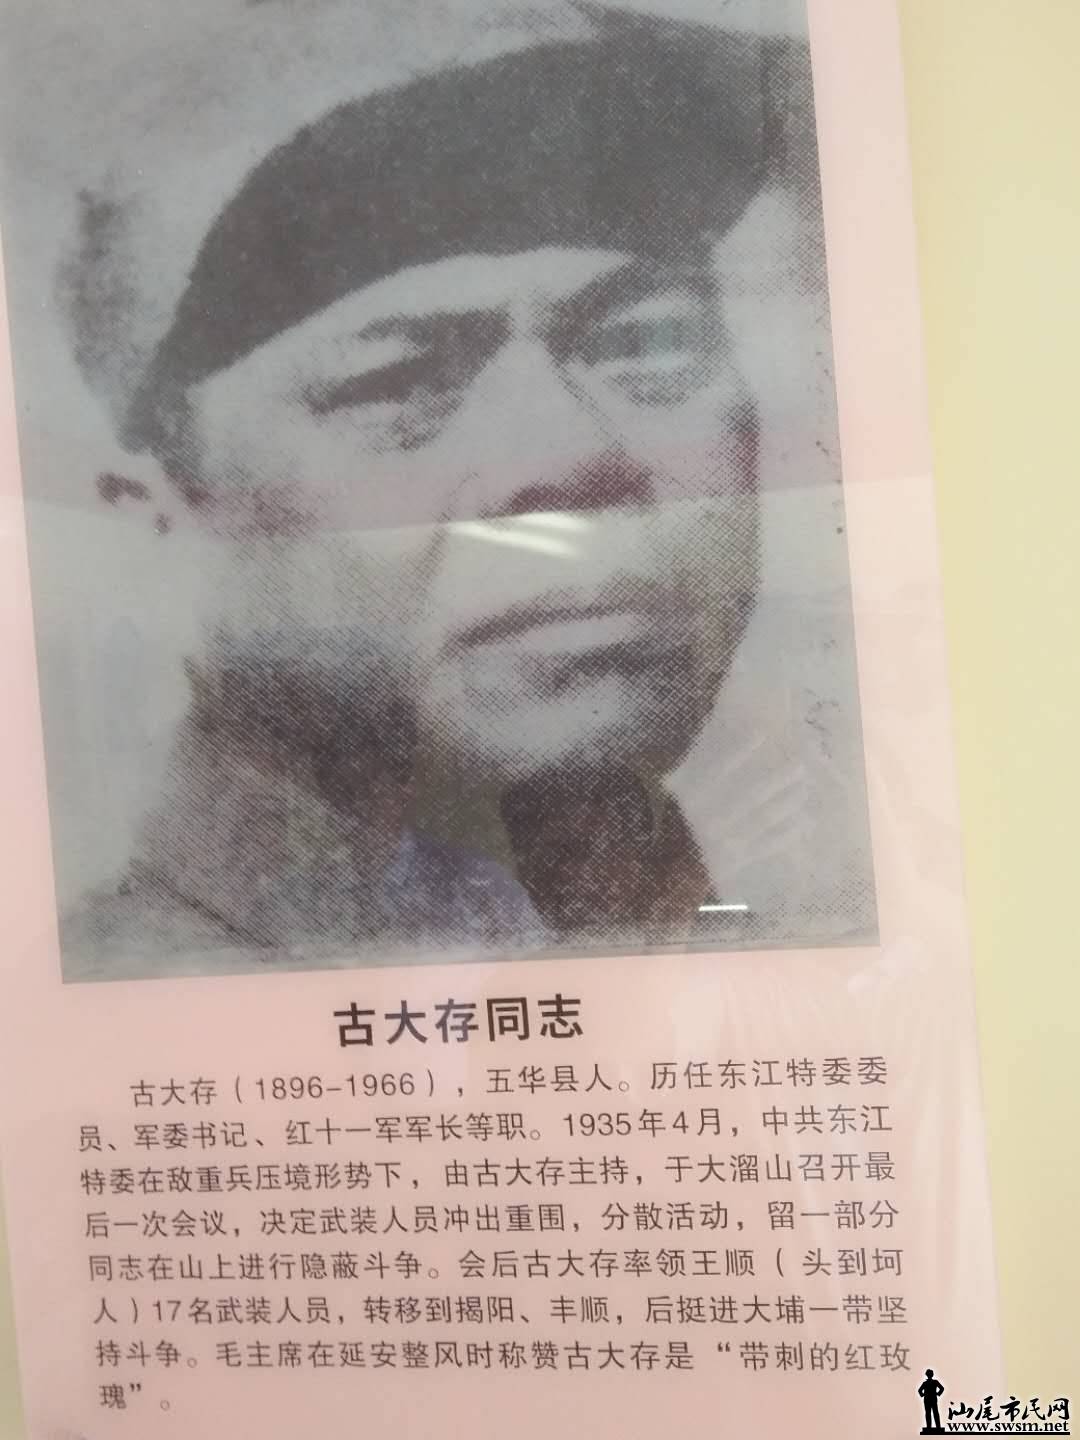 古大存同志
古大存（1896-1966），五华县人。历任东江特委委
员、军委书记、红十一军军长等职。1935年4月，中共东江
特委在敌重兵压境形势下，由古大存主持，于大溜山召开最
后一次会议，决定武装人员冲出重围，分散活动，留一部分
同志在山上进行隐蔽斗争。会后古大存率领王顺（头到坷
人）17名武装人员，转移到揭阳、丰顺，后挺进大埔一带坚
持斗争。毛主席在延安整风时称赞古大存是“带刺的红玫
瑰”。
汕尾市民网
www.swsm.net